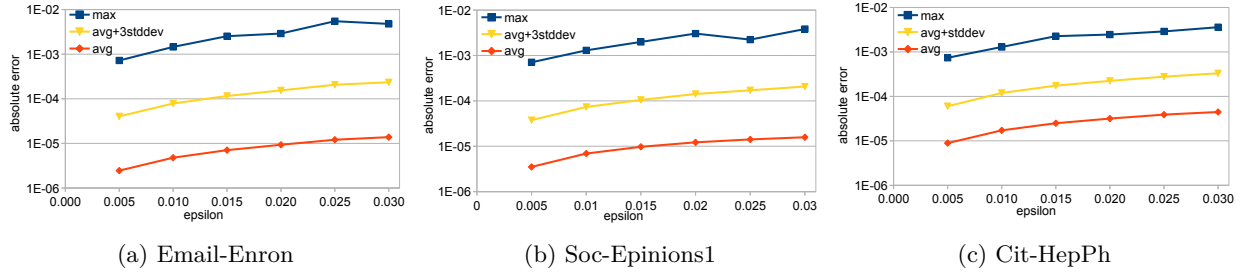 1E-02
1E-03
1E-04
1E-05
1E-06
absolute error
max
avg+3stddev
avg
0.000 0.005 0.010 0.015 0.020 0.025 0.030
epsilon
(a) Email-Enron
1E-02
1E-03
1E-04
1E-05
1E-06
absolute error
max
avg+3stddev
avg
0 0.005 0.01 0.015 0.02 0.025 0.03
epsilon
(b) Soc-Epinions1
1E-02
1E-03
1E-04
1E-05
1E-06
absolute error
max
avg+stddev
avg
0.000 0.005 0.010 0.015 0.020 0.025 0.030
epsilon
(c) Cit-HepPh